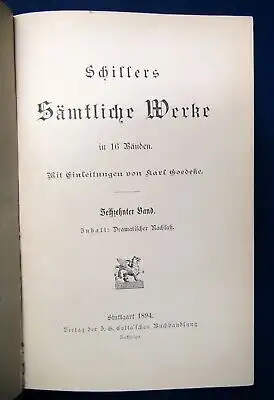 Schillers
Sämtliche Werke
in 16 Bänden.
Mit Einleitungen von Karl Goedeke.
Sechzehnter Band.
Inhalt: Dramatischer Nachlaß.
Stuttgart 1894.
Verlag der J. G. Cotta'schen Buchhandlung
Nachfolger